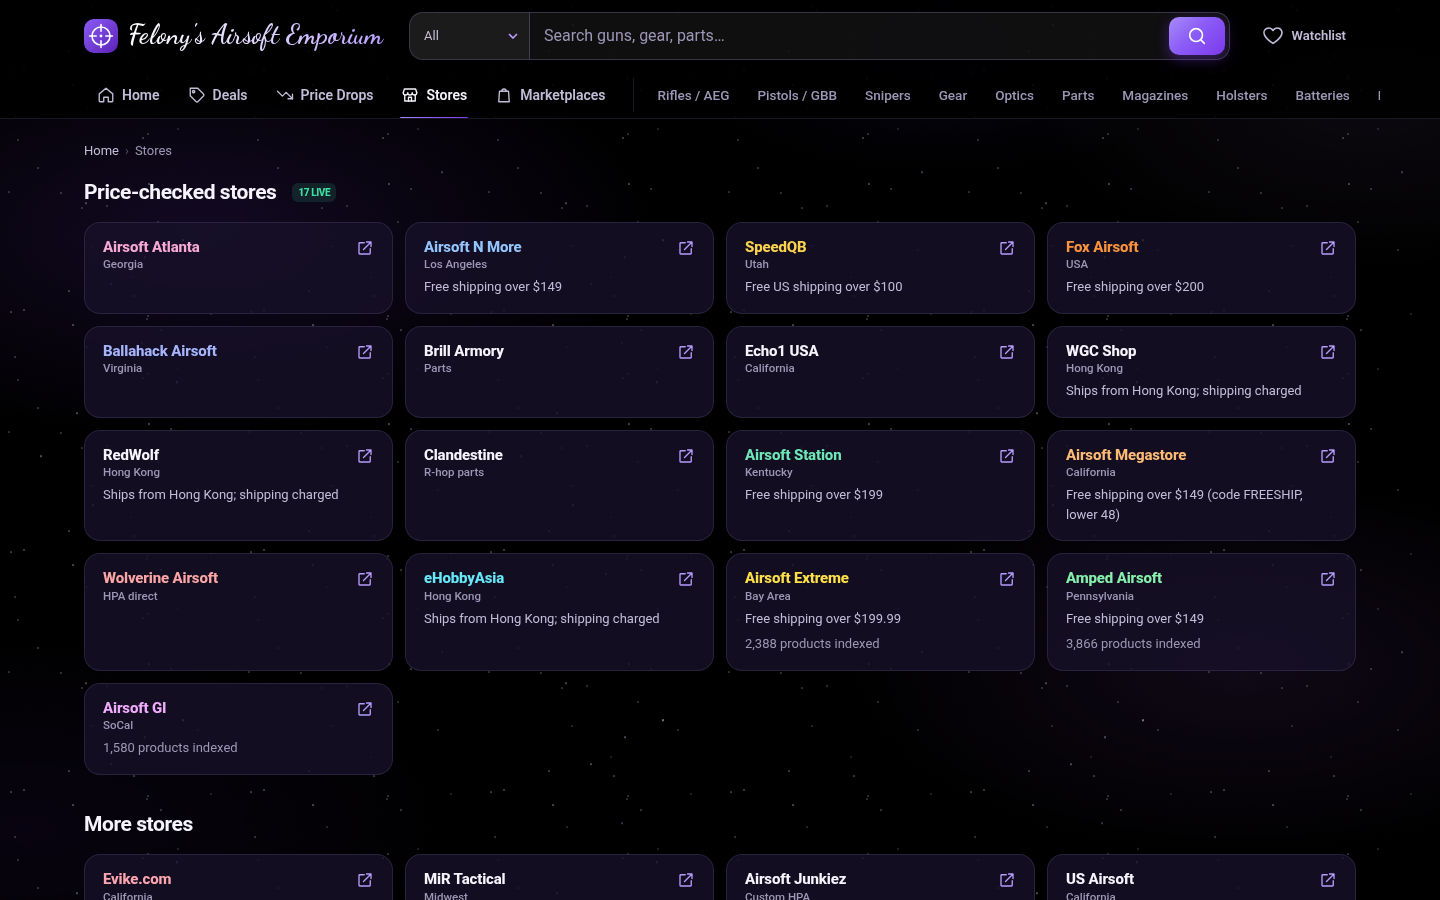 Felony's Airsoft Emporium
All
Search guns, gear, parts…
Watchlist
Home
Deals
Price Drops
Stores
Marketplaces
Rifles / AEG
Pistols / GBB
Snipers
Gear
Optics
Parts
Magazines
Holsters
Batteries
Home › Stores
Price-checked stores
17 LIVE
Airsoft Atlanta
Georgia
Airsoft N More
Los Angeles
Free shipping over $149
SpeedQB
Utah
Free US shipping over $100
Fox Airsoft
USA
Free shipping over $200
Ballahack Airsoft
Virginia
Brill Armory
Parts
Echo1 USA
California
WGC Shop
Hong Kong
Ships from Hong Kong; shipping charged
RedWolf
Hong Kong
Ships from Hong Kong; shipping charged
Clandestine
R-hop parts
Airsoft Station
Kentucky
Free shipping over $199
Airsoft Megastore
California
Free shipping over $149 (code FREESHIP,
lower 48)
Wolverine Airsoft
HPA direct
eHobbyAsia
Hong Kong
Ships from Hong Kong; shipping charged
Airsoft Extreme
Bay Area
Free shipping over $199.99
2,388 products indexed
Amped Airsoft
Pennsylvania
Free shipping over $149
3,866 products indexed
Airsoft GI
SoCal
1,580 products indexed
More stores
Evike.com
California
MiR Tactical
Midwest
Airsoft Junkiez
Custom HPA
US Airsoft
California